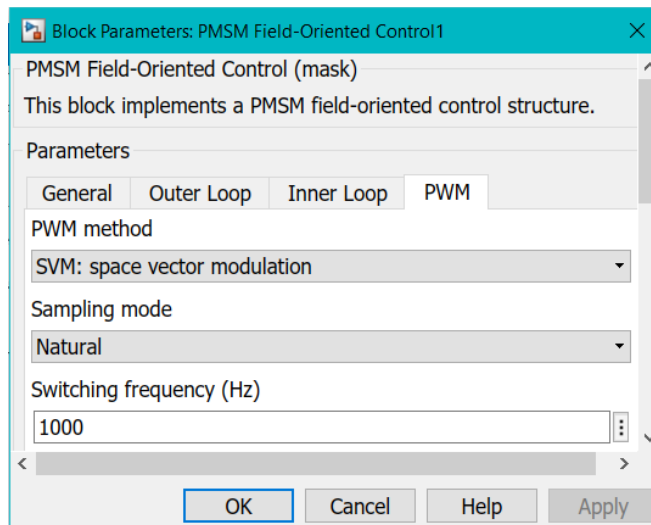 Block Parameters: PMSM Field-Oriented Control1
PMSM Field-Oriented Control (mask)
This block implements a PMSM field-oriented control structure.
Parameters
General Outer Loop Inner Loop PWM
PWM method
SVM: space vector modulation
Sampling mode
Natural
Switching frequency (Hz)
1000
OK Cancel Help Apply